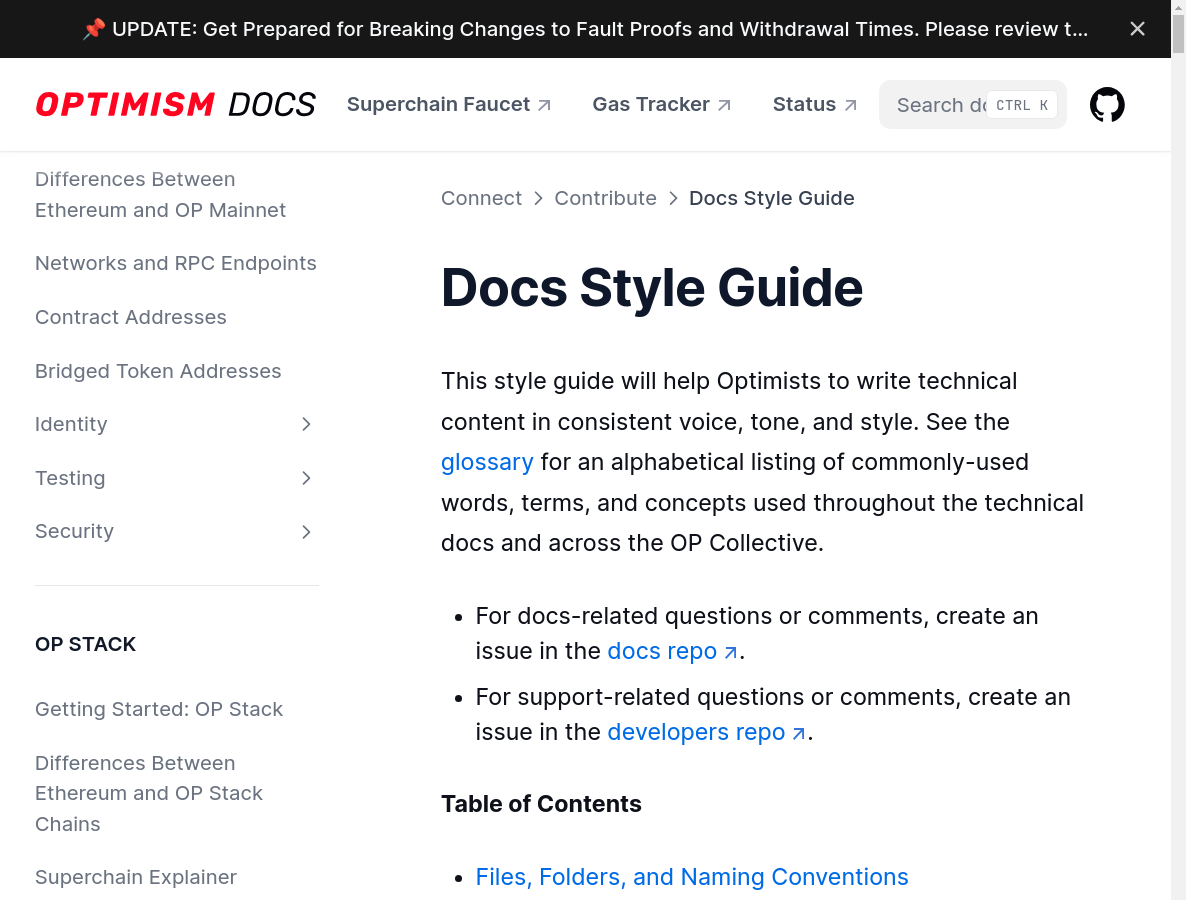 📌 UPDATE: Get Prepared for Breaking Changes to Fault Proofs and Withdrawal Times. Please review t...
OPTIMISM DOCS
Superchain Faucet
Gas Tracker
Status
Search do
CTRL K
Differences Between
Ethereum and OP Mainnet
Networks and RPC Endpoints
Contract Addresses
Bridged Token Addresses
Identity
Testing
Security
OP STACK
Getting Started: OP Stack
Differences Between
Ethereum and OP Stack
Chains
Superchain Explainer
Connect > Contribute > Docs Style Guide
Docs Style Guide
This style guide will help Optimists to write technical
content in consistent voice, tone, and style. See the
glossary for an alphabetical listing of commonly-used
words, terms, and concepts used throughout the technical
docs and across the OP Collective.
• For docs-related questions or comments, create an
issue in the docs repo ↗.
• For support-related questions or comments, create an
issue in the developers repo ↗.
Table of Contents
• Files, Folders, and Naming Conventions